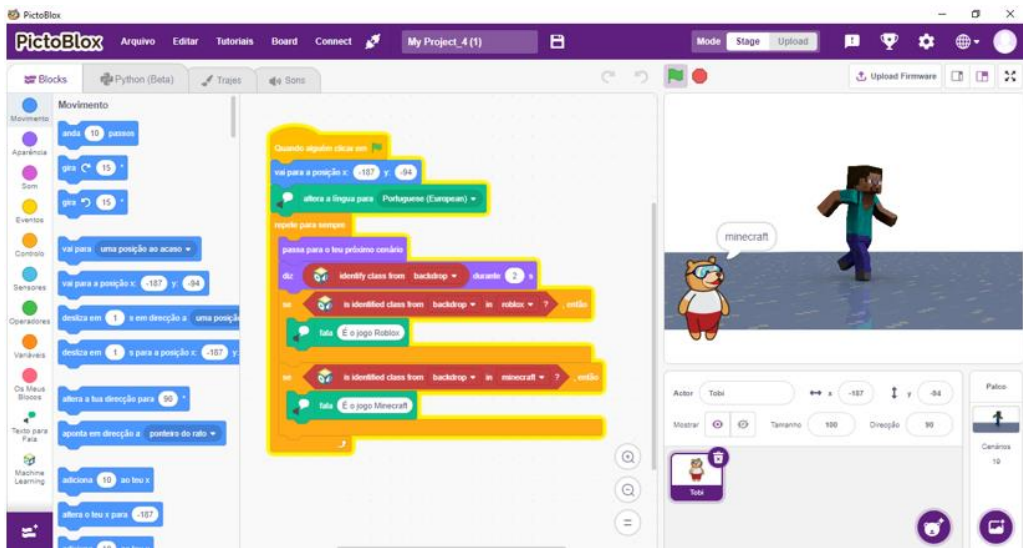 PictoBlox
PictoBlox Arquivo Editar Tutoriais Board Connect My Project_4 (1) Mode Stage Upload
Blocks Python (Beta) Trajes Sons Upload Firmware
Movimento
Aparência
Som
Eventos
Controlo
Sensores
Operadores
Variáveis
Os Meus
Blocos
Texto para
Fala
Machine
Learning
Movimento
anda 10 passos
gira 15 °
gira 15 °
vai para uma posição ao acaso
vai para a posição x: -187 y: -94
desliza em 1 s em direcção a uma posiçã
desliza em 1 s para a posição x: -187 y:
altera a tua direcção para 90 °
aponta em direcção a ponteiro do rato
adiciona 10 ao teu x
altera o teu x para -187
Quando alguém clicar em
vai para a posição x: -187 y: -94
altera a língua para Portuguese (European)
repete para sempre
passa para o teu próximo cenário
diz identify class from backdrop durante 2 s
se is identified class from backdrop in roblox ? , então
fala É o jogo Roblox
se is identified class from backdrop in minecraft ? , então
fala É o jogo Minecraft
minecraft
Actor Tobi x -187 y -94
Mostrar Tamanho 100 Direcção 90
Tobi
Palco
Cenários
19